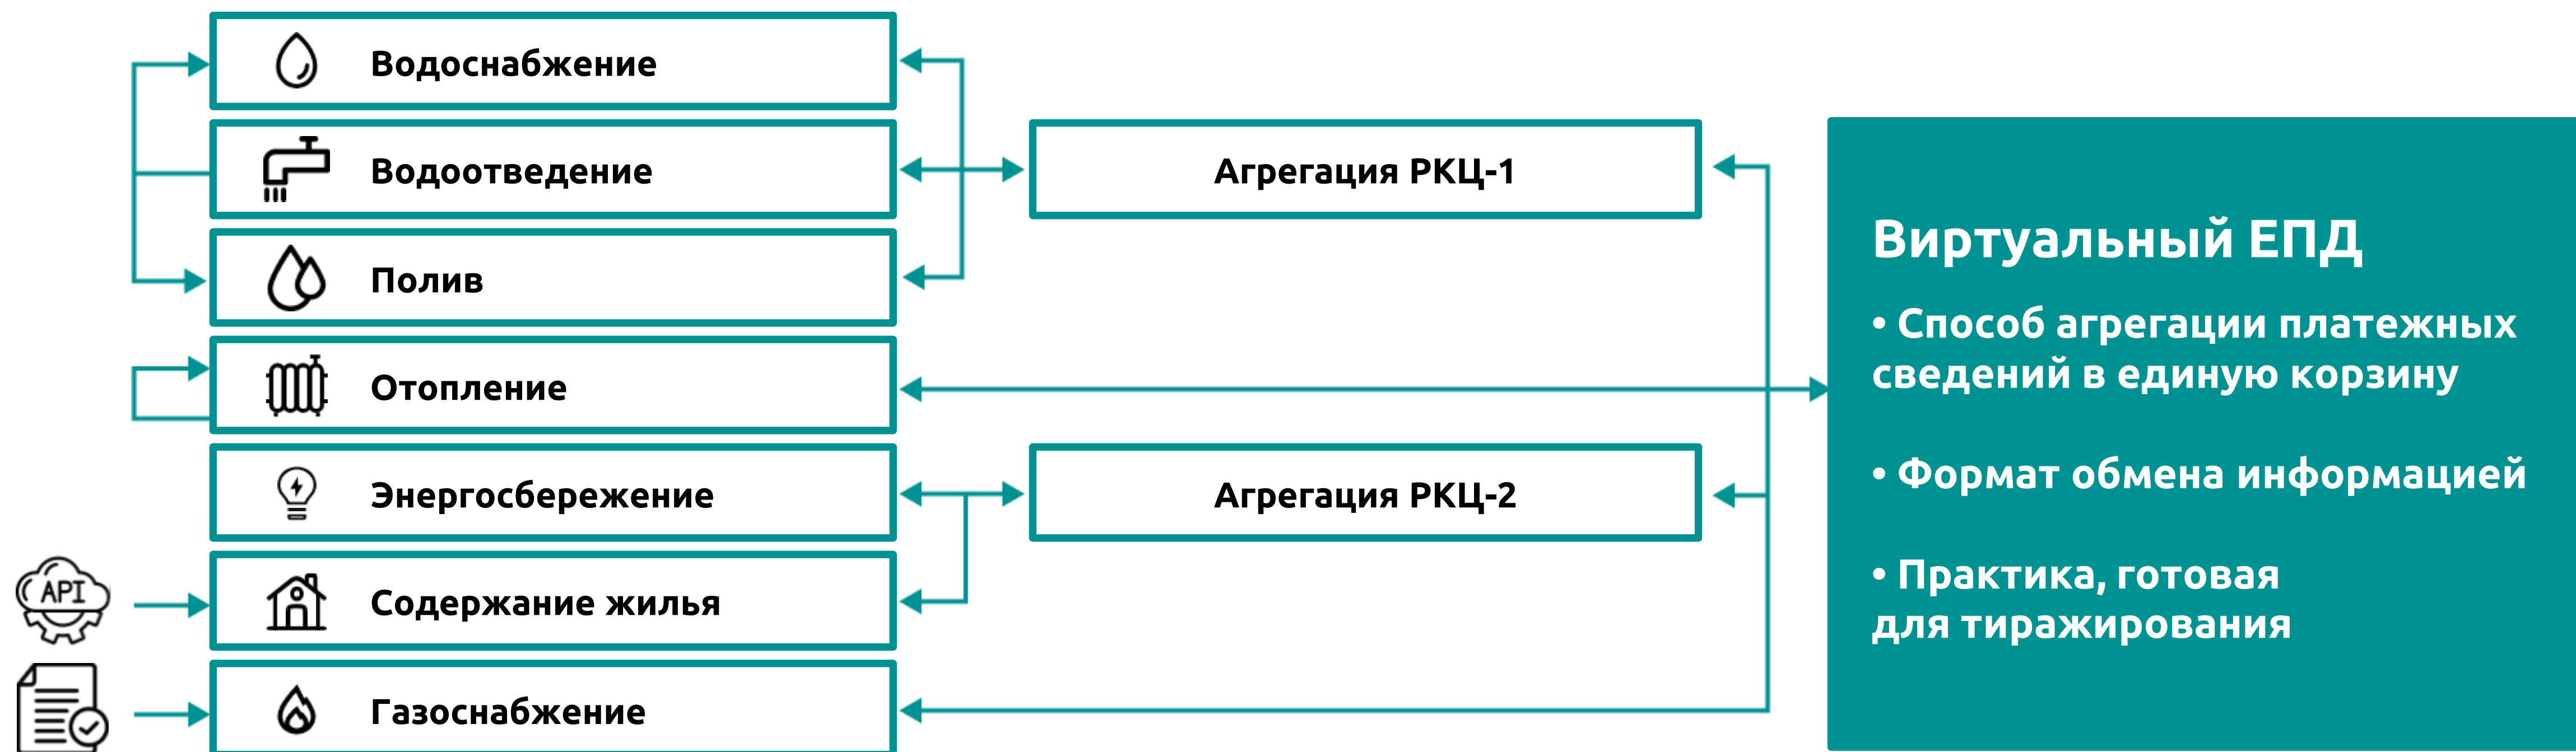 Водоснабжение
Водоотведение
Полив
Отопление
Энергосбережение
Содержание жилья
Газоснабжение
API
Агрегация РКЦ-1
Агрегация РКЦ-2
Виртуальный ЕПД
• Способ агрегации платежных
сведений в единую корзину
• Формат обмена информацией
• Практика, готовая
для тиражирования